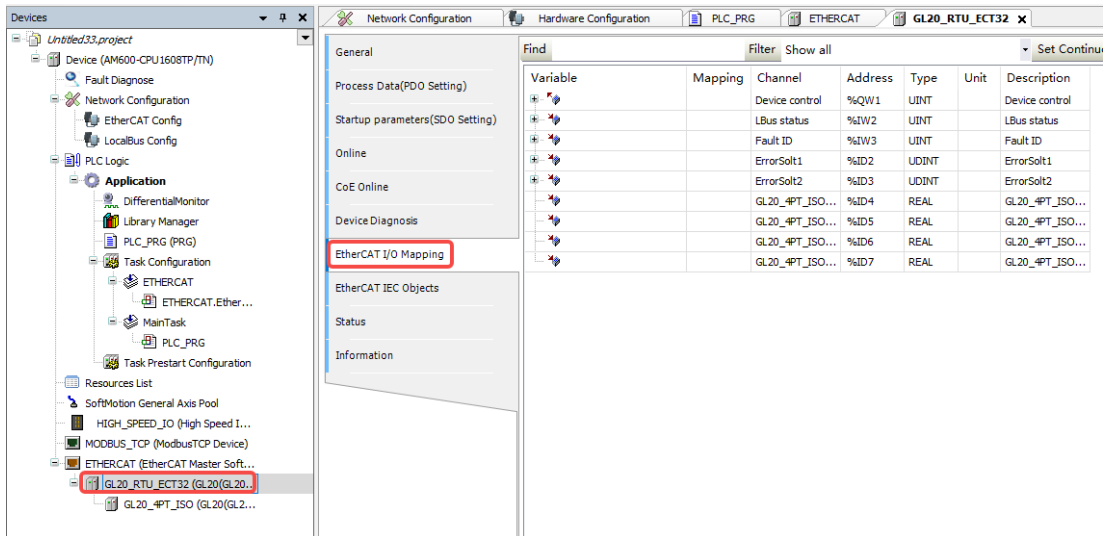 Devices
Untitled33.project
Device (AM600-CPU1608TP/TN)
Fault Diagnose
Network Configuration
EtherCAT Config
LocalBus Config
PLC Logic
Application
DifferentialMonitor
Library Manager
PLC_PRG (PRG)
Task Configuration
ETHERCAT
ETHERCAT.Ether...
MainTask
PLC_PRG
Task Prestart Configuration
Resources List
SoftMotion General Axis Pool
HIGH_SPEED_IO (High Speed I...
MODBUS_TCP (ModbusTCP Device)
ETHERCAT (EtherCAT Master Soft...
GL20_RTU_ECT32 (GL20(GL20...
GL20_4PT_ISO (GL20(GL2...
Network Configuration Hardware Configuration PLC_PRG ETHERCAT GL20_RTU_ECT32
General
Process Data(PDO Setting)
Startup parameters(SDO Setting)
Online
CoE Online
Device Diagnosis
EtherCAT I/O Mapping
EtherCAT IEC Objects
Status
Information
Find Filter Show all Set Continu
Variable Mapping Channel Address Type Unit Description
Device control %QW1 UINT Device control
LBus status %IW2 UINT LBus status
Fault ID %IW3 UINT Fault ID
ErrorSolt1 %ID2 UDINT ErrorSolt1
ErrorSolt2 %ID3 UDINT ErrorSolt2
GL20_4PT_ISO... %ID4 REAL GL20_4PT_ISO...
GL20_4PT_ISO... %ID5 REAL GL20_4PT_ISO...
GL20_4PT_ISO... %ID6 REAL GL20_4PT_ISO...
GL20_4PT_ISO... %ID7 REAL GL20_4PT_ISO...